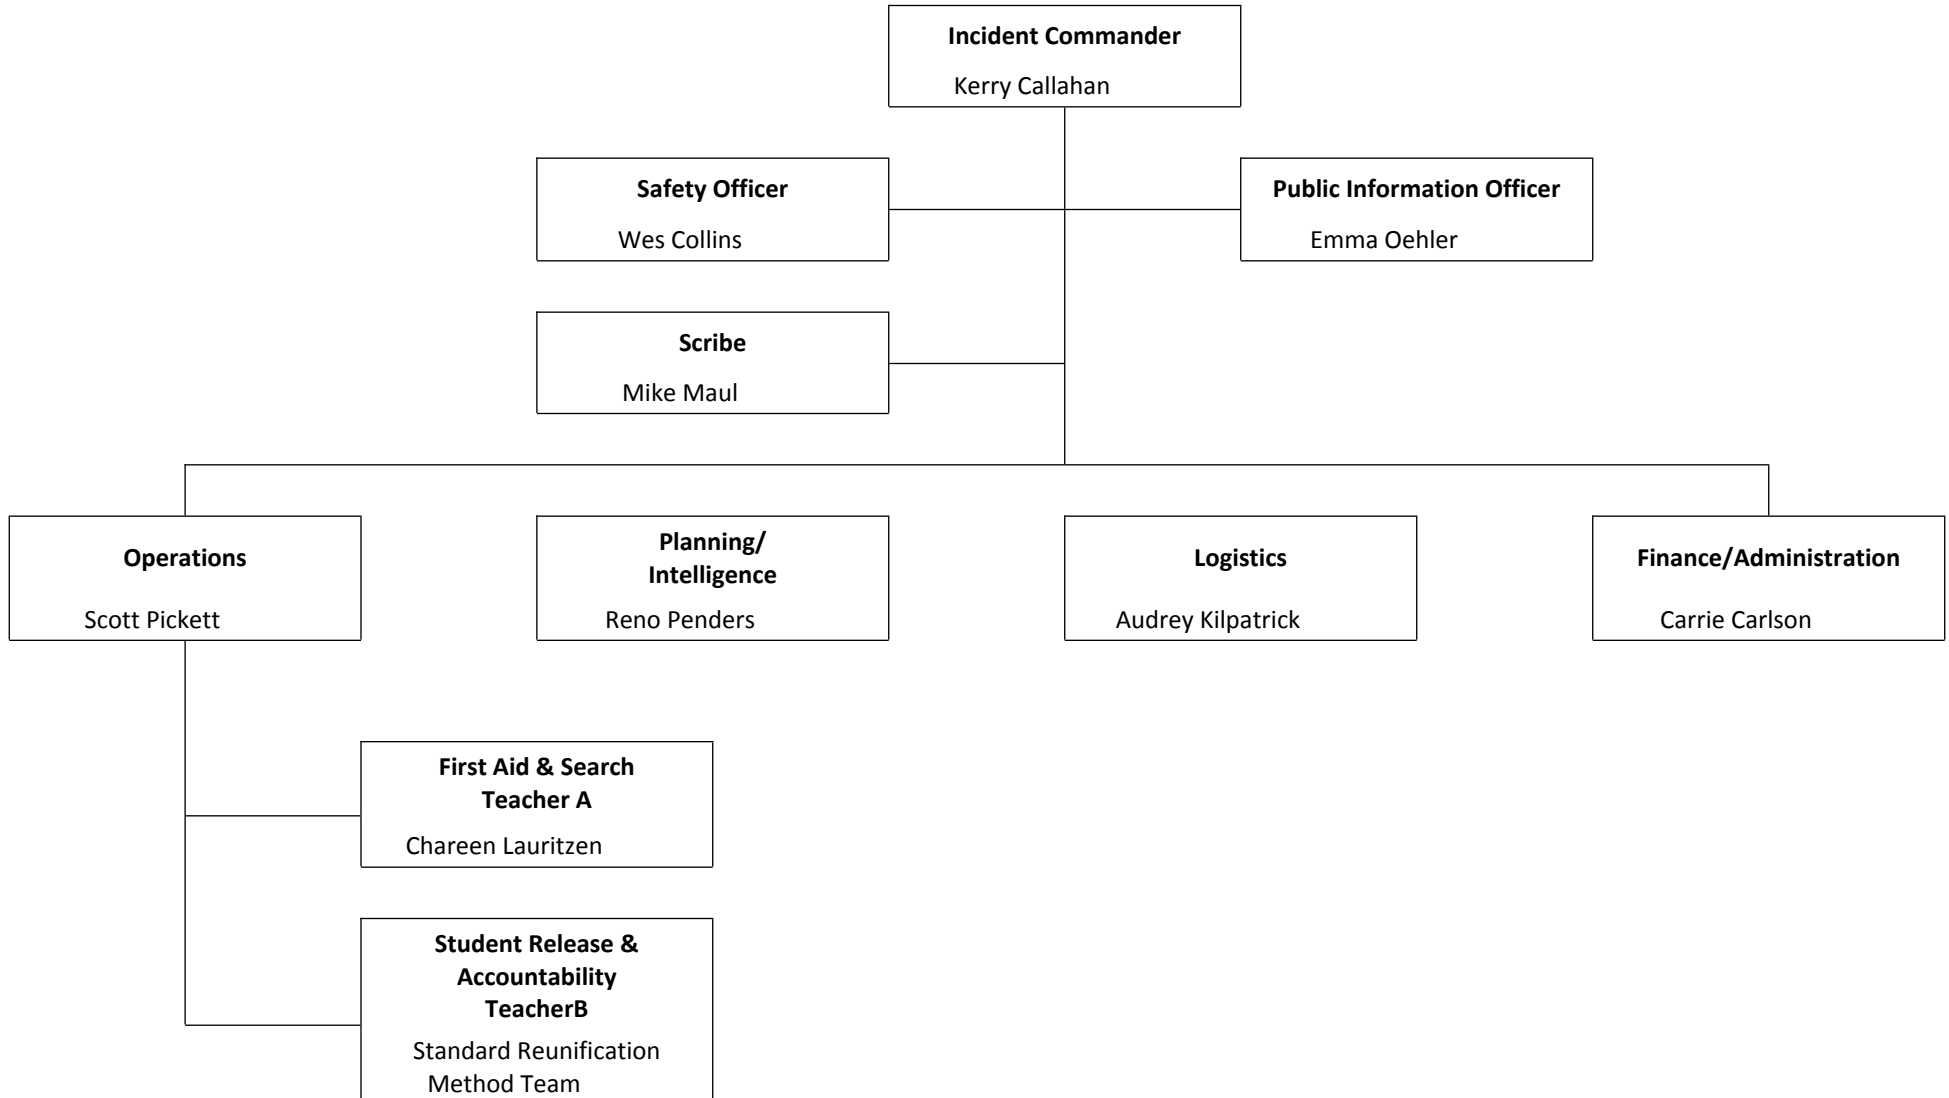 Incident Commander
Kerry Callahan
Safety Officer
Wes Collins
Public Information Officer
Emma Oehler
Scribe
Mike Maul
Operations
Scott Pickett
Planning/
Intelligence
Reno Penders
Logistics
Audrey Kilpatrick
Finance/Administration
Carrie Carlson
First Aid & Search
Teacher A
Chareen Lauritzen
Student Release &
Accountability
TeacherB
Standard Reunification
Method Team